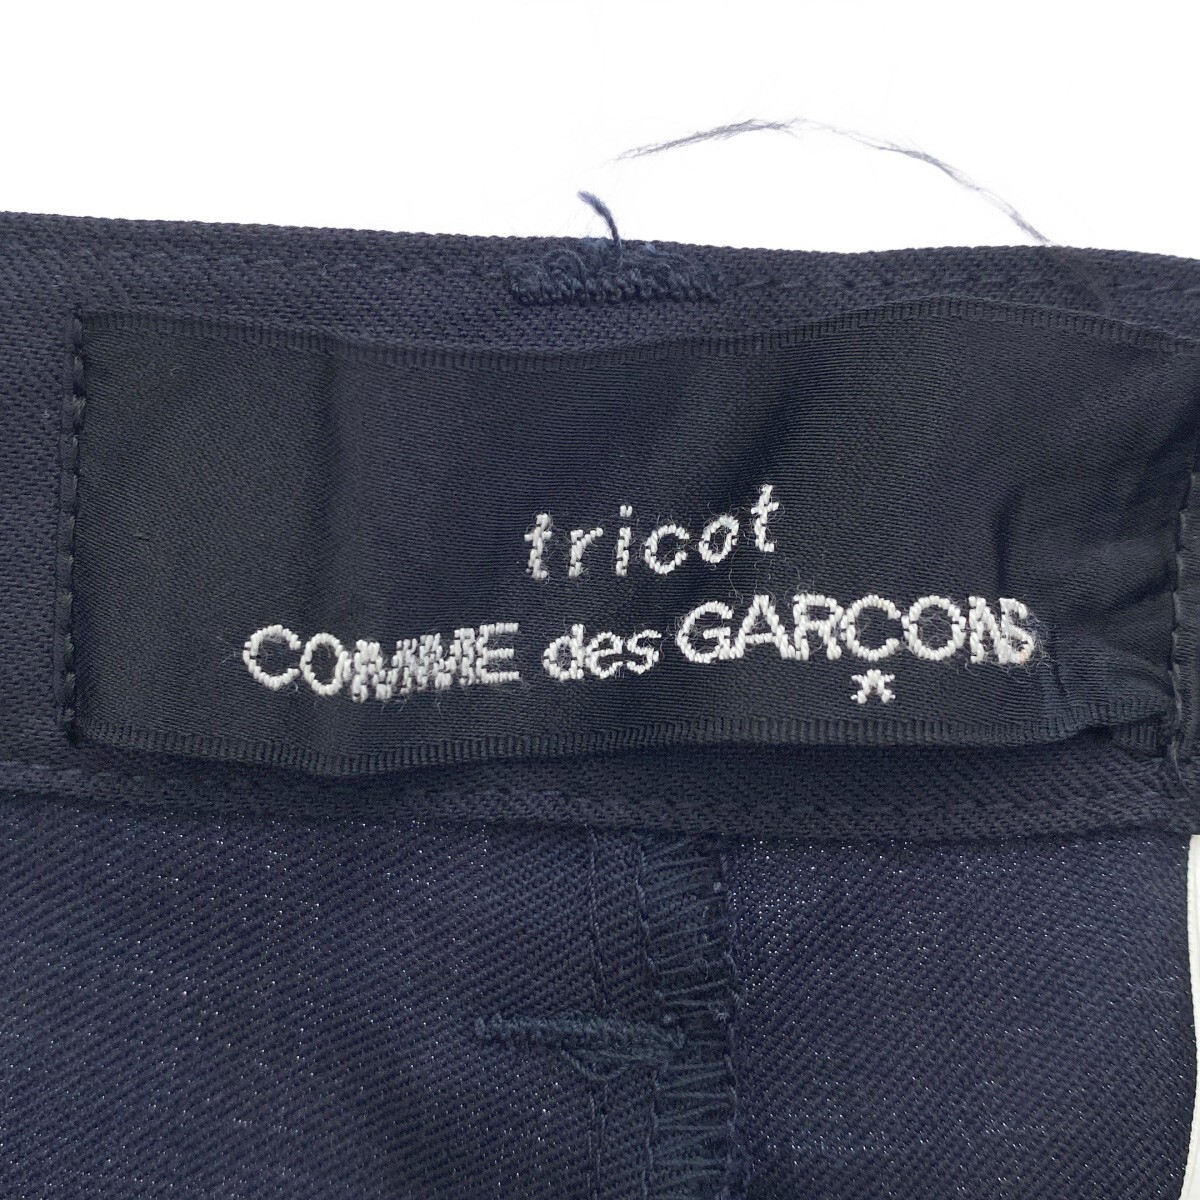 tricot
COMME des GARCONS
*